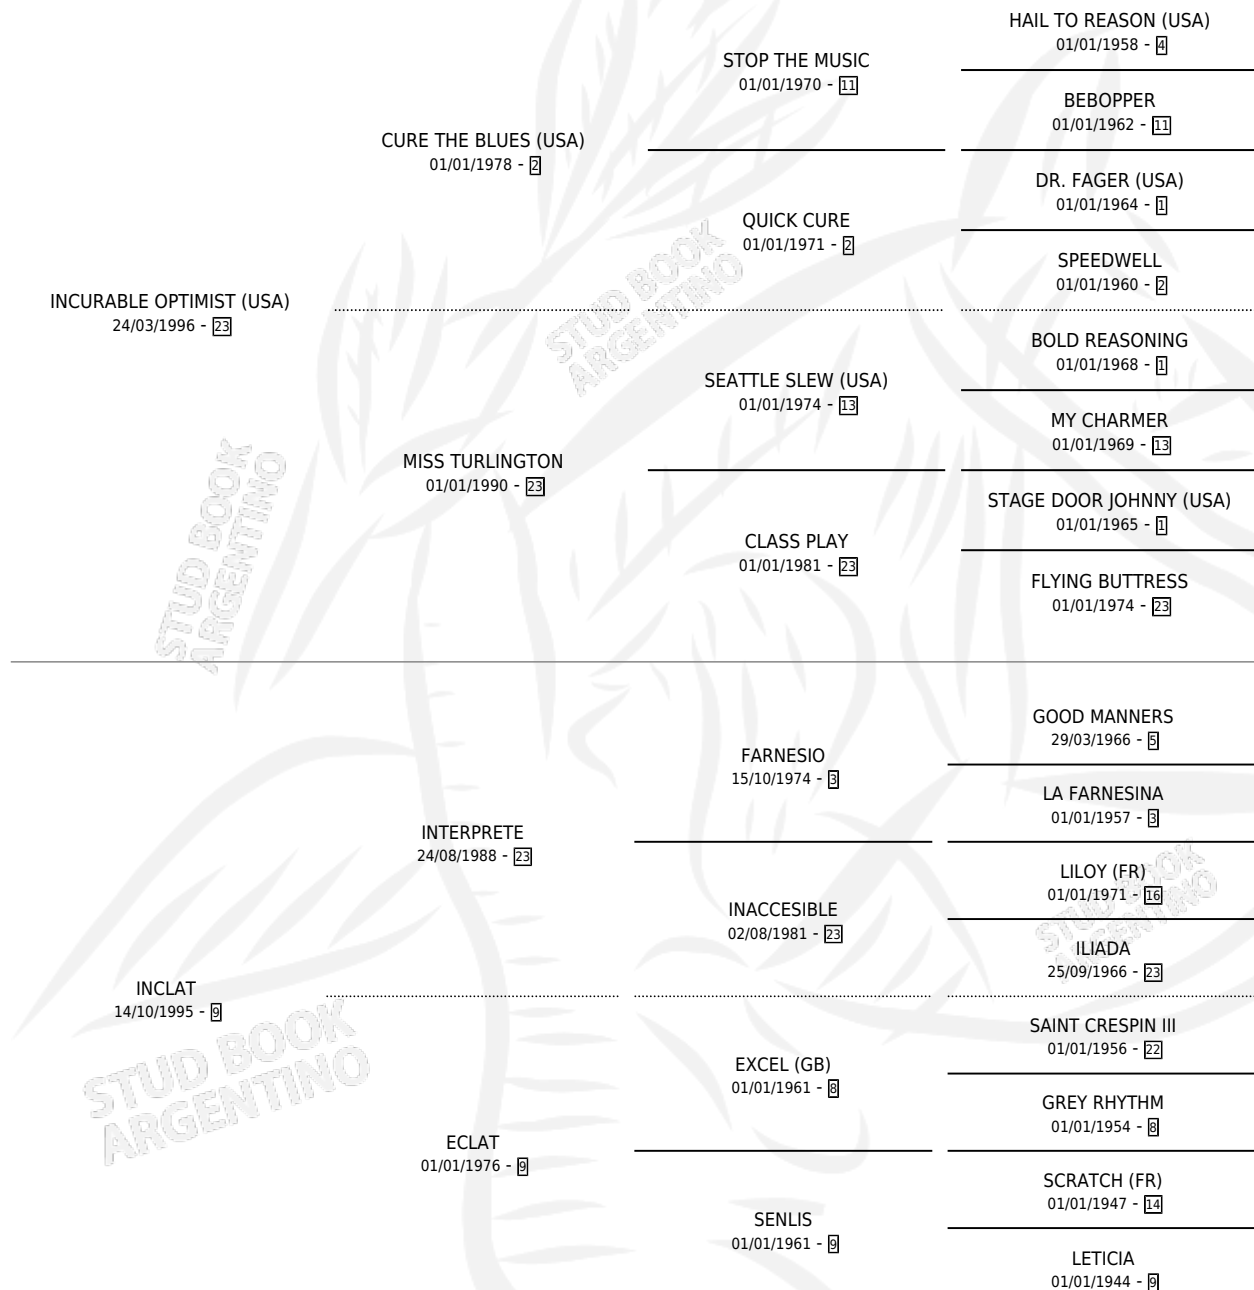 HAIL TO REASON (USA)
01/01/1958 - 4
STOP THE MUSIC
01/01/1970 - 11
BEBOPPER
01/01/1962 - 11
CURE THE BLUES (USA)
01/01/1978 - 2
DR. FAGER (USA)
01/01/1964 - 1
QUICK CURE
01/01/1971 - 2
SPEEDWELL
01/01/1960 - 2
INCURABLE OPTIMIST (USA)
24/03/1996 - 23
BOLD REASONING
01/01/1968 - 1
SEATTLE SLEW (USA)
01/01/1974 - 13
MY CHARMER
01/01/1969 - 13
MISS TURLINGTON
01/01/1990 - 23
STAGE DOOR JOHNNY (USA)
01/01/1965 - 1
CLASS PLAY
01/01/1981 - 23
FLYING BUTTRESS
01/01/1974 - 23
GOOD MANNERS
29/03/1966 - 5
FARNESIO
15/10/1974 - 3
LA FARNESINA
01/01/1957 - 3
INTERPRETE
24/08/1988 - 23
LILOY (FR)
01/01/1971 - 16
INACCESIBLE
02/08/1981 - 23
ILIADA
25/09/1966 - 23
INCLAT
14/10/1995 - 9
SAINT CRESPIN III
01/01/1956 - 22
EXCEL (GB)
01/01/1961 - 8
GREY RHYTHM
01/01/1954 - 8
ECLAT
01/01/1976 - 9
SCRATCH (FR)
01/01/1947 - 14
SENLIS
01/01/1961 - 9
LETICIA
01/01/1944 - 9
STUD BOOK
ARGENTINO
STUD BOOK
ARGENTINO
STUD BOOK
ARGENTINO
STUD BOOK
ARGENTINO